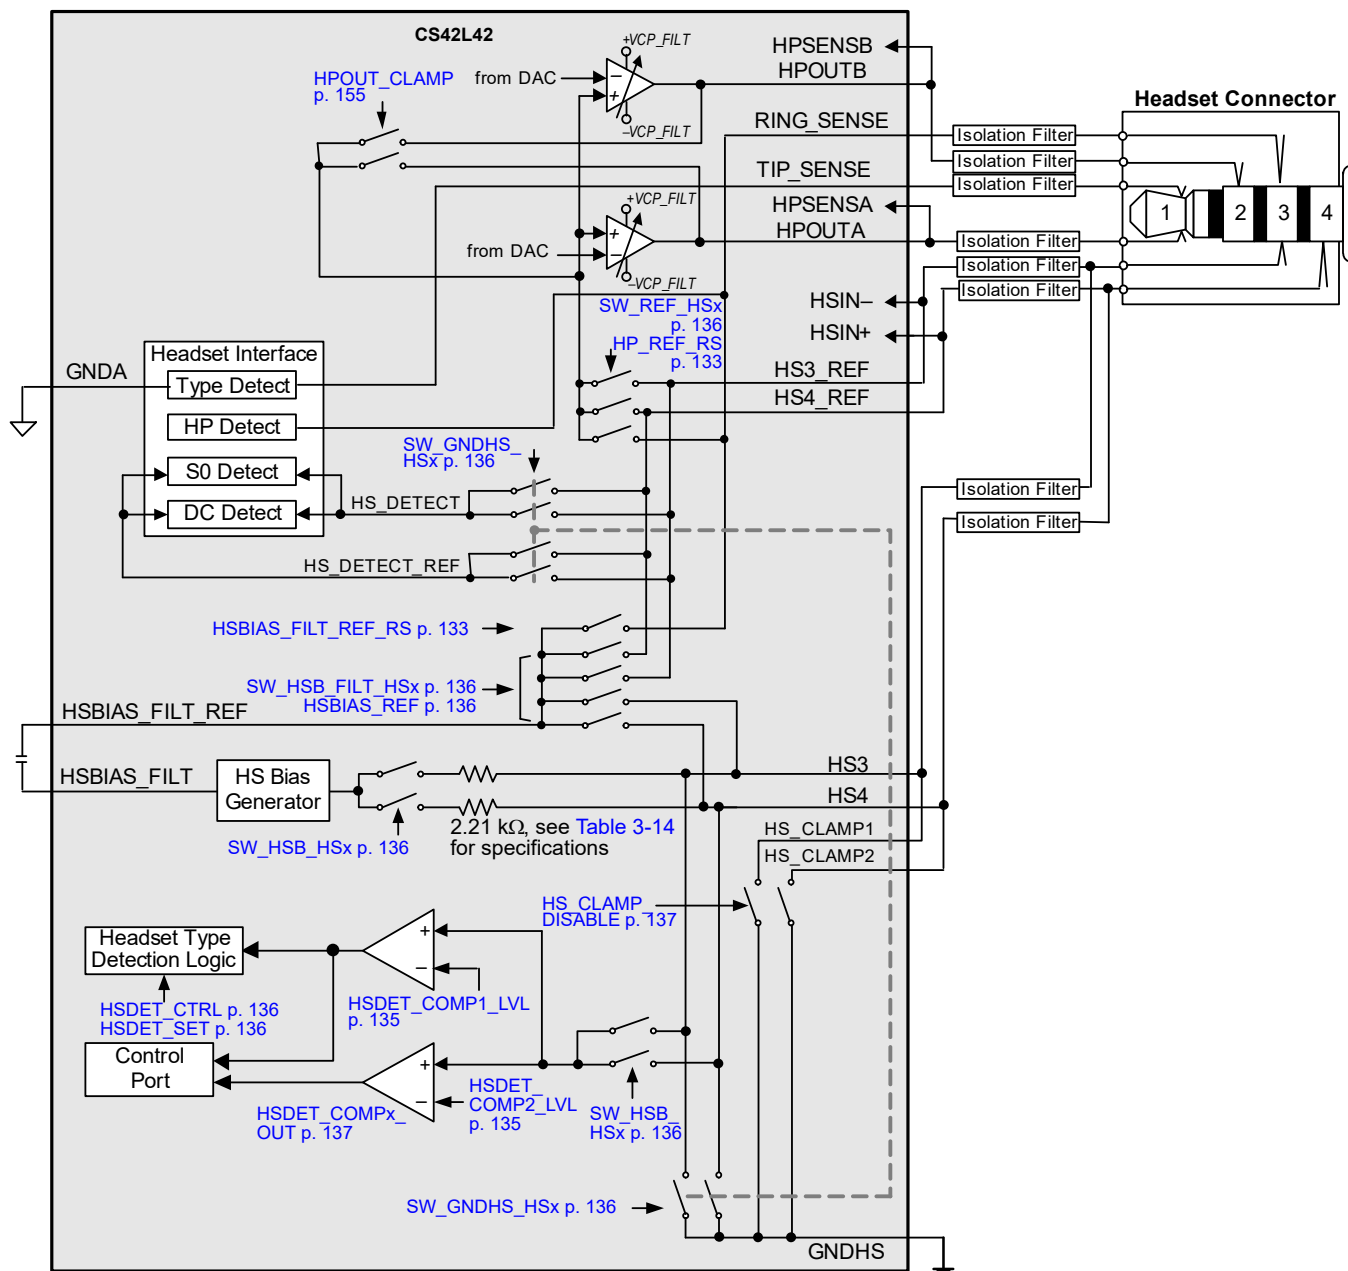 CS42L42
+VCP_FILT
HPSENSB
HPOUTB
HPOUT_CLAMP
p. 155
from DAC
–VCP_FILT
Headset Connector
RING_SENSE
Isolation Filter
Isolation Filter
TIP_SENSE
Isolation Filter
+VCP_FILT
HPSENSA
HPOUTA
1
2
3
4
from DAC
Isolation Filter
Isolation Filter
–VCP_FILT
Isolation Filter
HSIN–
SW_REF_HSx
p. 136
HP_REF_RS
p. 133
HSIN+
Headset Interface
GNDA
Type Detect
HS3_REF
HS4_REF
HP Detect
SW_GNDHS_
HSx p. 136
S0 Detect
HS_DETECT
DC Detect
Isolation Filter
Isolation Filter
HS_DETECT_REF
HSBIAS_FILT_REF_RS p. 133
SW_HSB_FILT_HSx p. 136
HSBIAS_REF p. 136
HSBIAS_FILT_REF
HSBIAS_FILT
HS Bias
Generator
HS3
HS4
2.21 kΩ, see Table 3-14
for specifications
SW_HSB_HSx p. 136
HS_CLAMP1
HS_CLAMP2
HS_CLAMP_
DISABLE p. 137
Headset Type
Detection Logic
+
–
HSDET_COMP1_LVL
p. 135
HSDET_CTRL p. 136
HSDET_SET p. 136
Control
Port
+
–
HSDET_
COMP2_LVL
p. 135
HSDET_COMPx_
OUT p. 137
SW_HSB_
HSx p. 136
SW_GNDHS_HSx p. 136
GNDHS